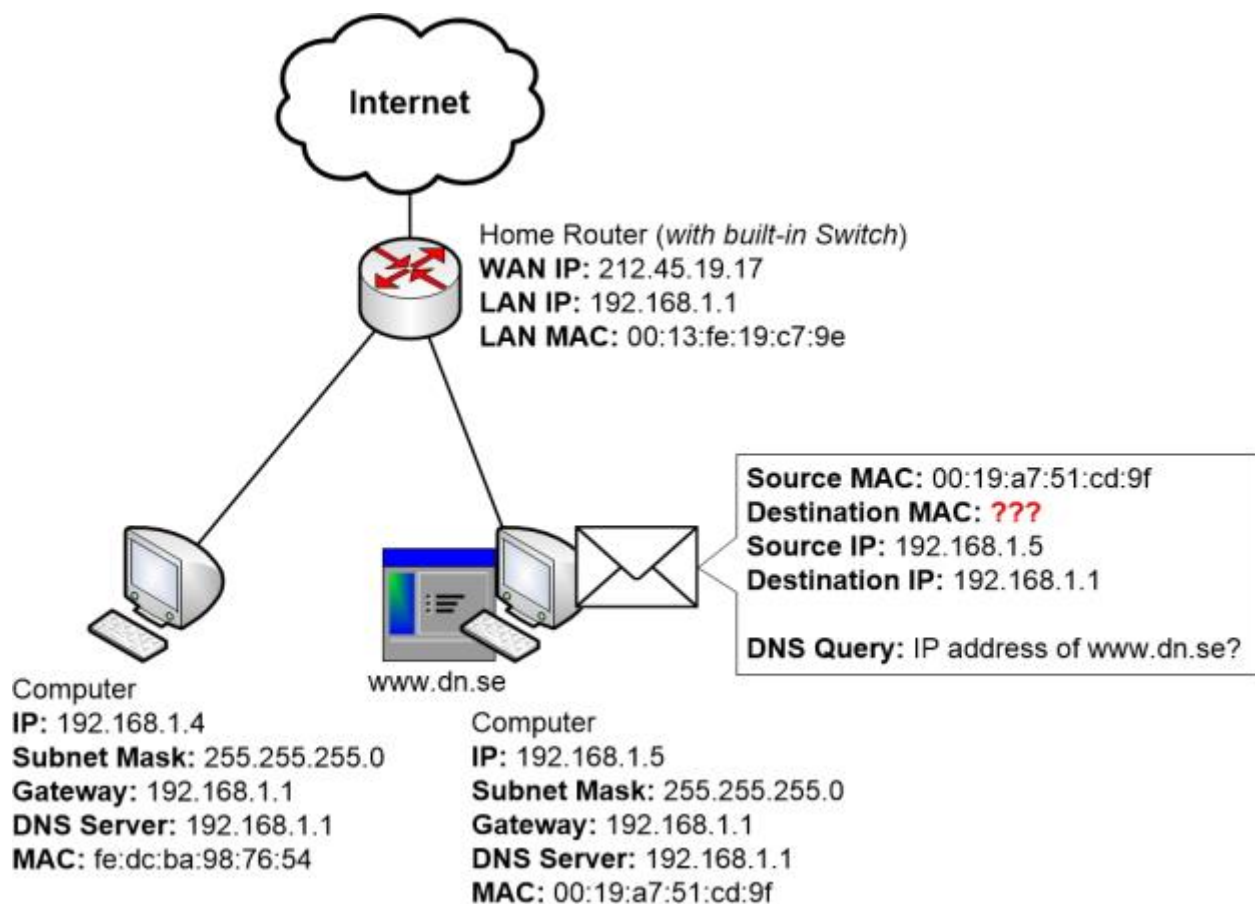 Internet
Home Router (with built-in Switch)
WAN IP: 212.45.19.17
LAN IP: 192.168.1.1
LAN MAC: 00:13:fe:19:c7:9e
Source MAC: 00:19:a7:51:cd:9f
Destination MAC: ???
Source IP: 192.168.1.5
Destination IP: 192.168.1.1
DNS Query: IP address of www.dn.se?
www.dn.se
Computer
IP: 192.168.1.4
Subnet Mask: 255.255.255.0
Gateway: 192.168.1.1
DNS Server: 192.168.1.1
MAC: fe:dc:ba:98:76:54
Computer
IP: 192.168.1.5
Subnet Mask: 255.255.255.0
Gateway: 192.168.1.1
DNS Server: 192.168.1.1
MAC: 00:19:a7:51:cd:9f